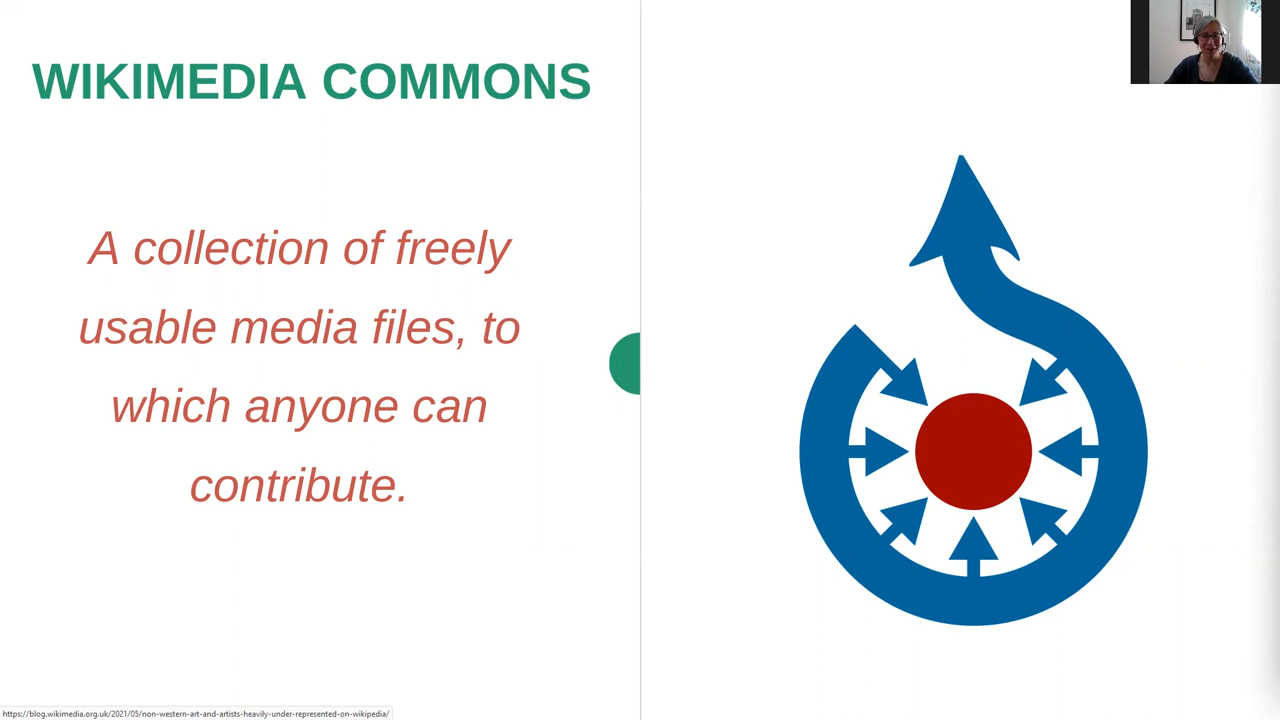 WIKIMEDIA COMMONS
A collection of freely
usable media files, to
which anyone can
contribute.
https://blog.wikimedia.org.uk/2021/05/non-western-art-and-artists-heavily-under-represented-on-wikipedia/